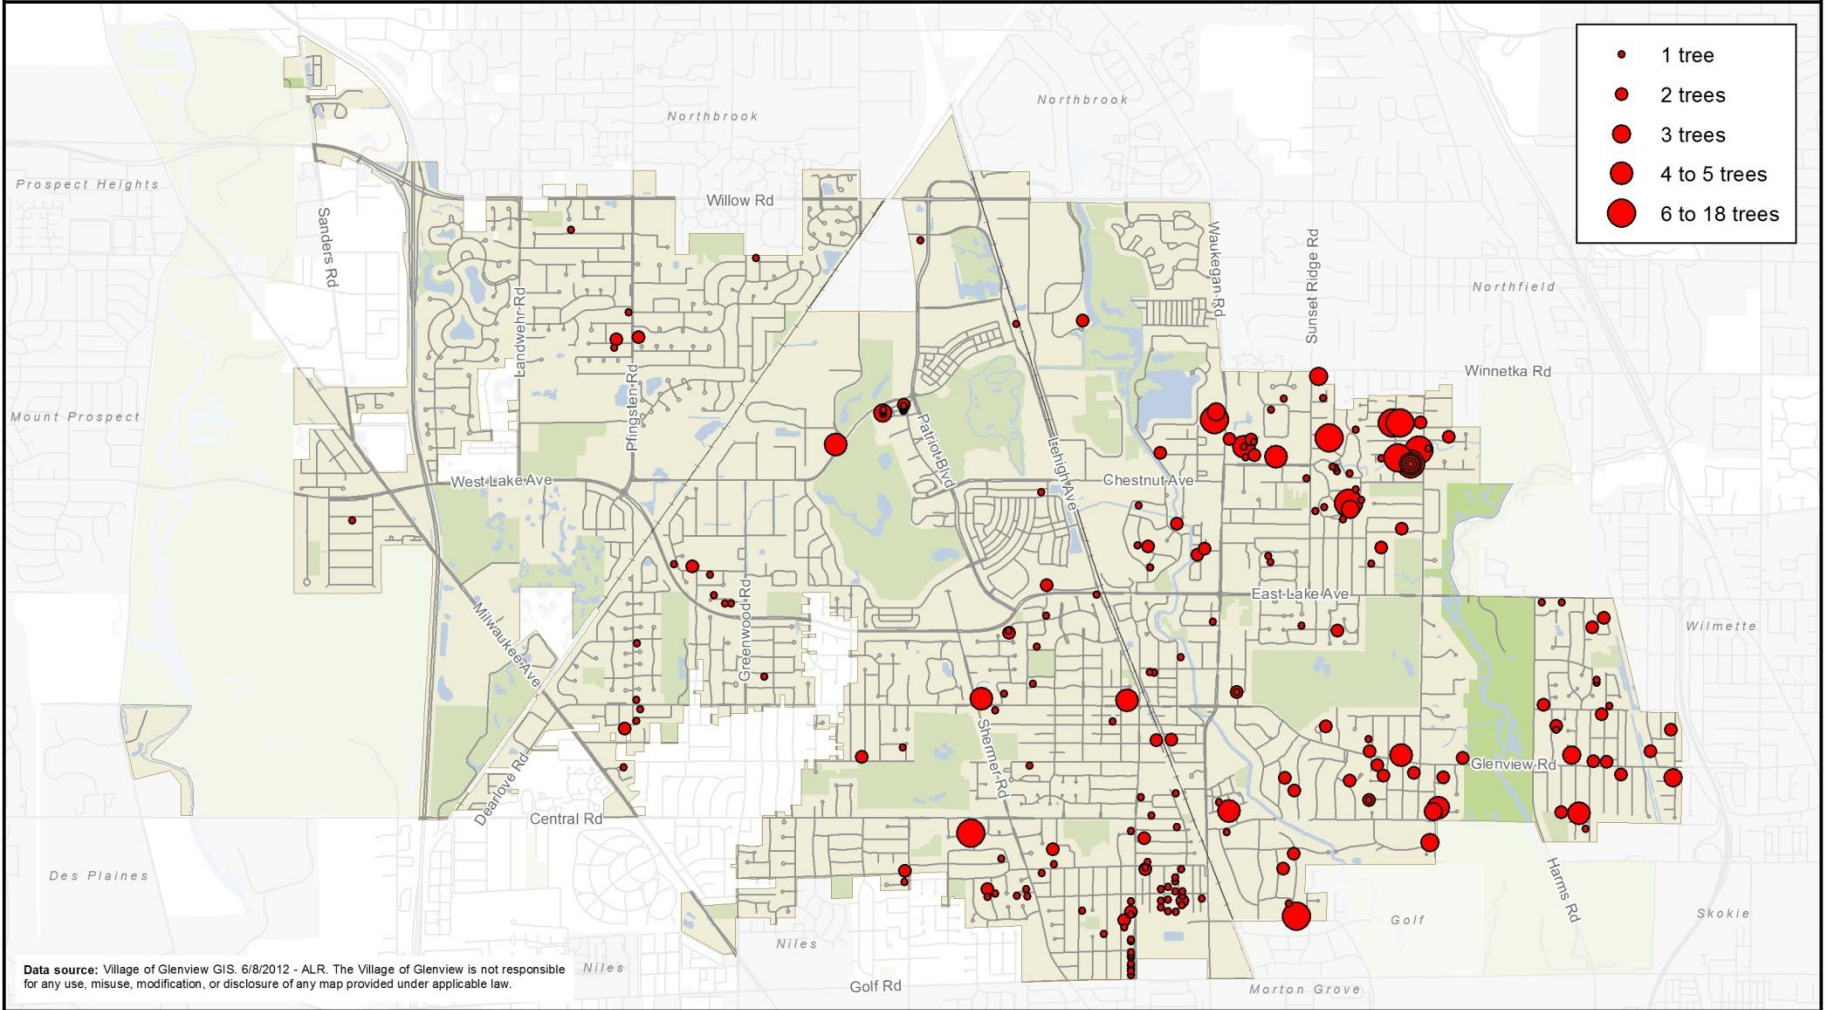 1 tree
2 trees
3 trees
4 to 5 trees
6 to 18 trees
Northbrook
Northbrook
Prospect Heights
Willow Rd
Sanders Rd
Waukegan Rd
Sunset Ridge Rd
Northfield
Landwehr Rd
Winnetka Rd
Mount Prospect
Pfingsten Rd
Patriot Blvd
Lehigh Ave
West Lake Ave
Chestnut Ave
East Lake Ave
Milwaukee Ave
Greenwood Rd
Wilmette
Shermer Rd
Glenview Rd
Dearlove Rd
Central Rd
Des Plaines
Harms Rd
Golf
Skokie
Niles
Niles
Data source: Village of Glenview GIS. 6/8/2012 - ALR. The Village of Glenview is not responsible
for any use, misuse, modification, or disclosure of any map provided under applicable law.
Golf Rd
Morton Grove